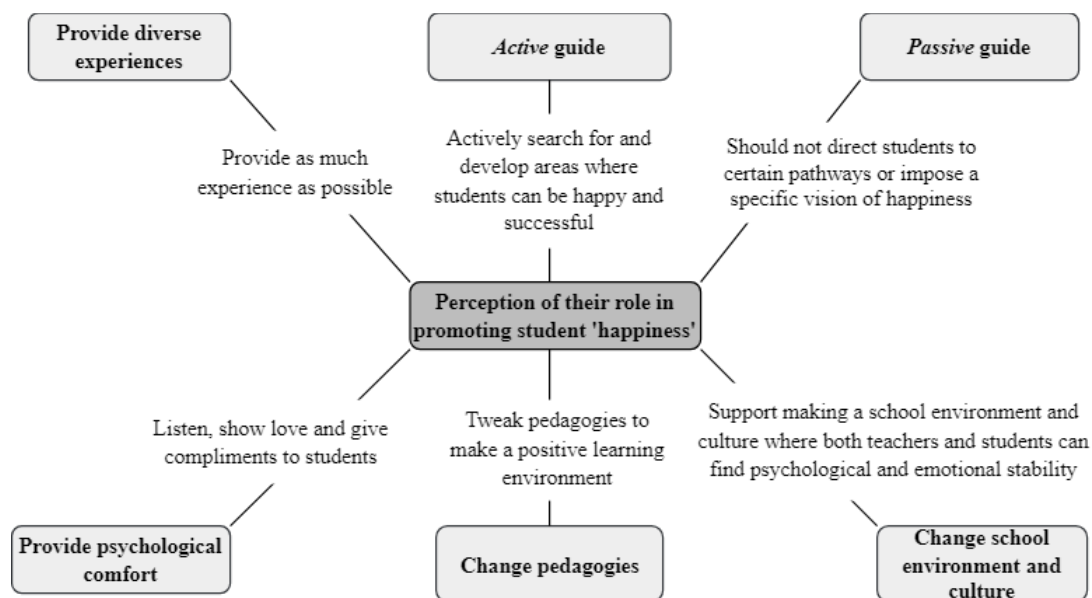 Provide diverse
experiences
Active guide
Passive guide
Provide as much
experience as possible
Actively search for and
develop areas where
students can be happy and
successful
Should not direct students to
certain pathways or impose a
specific vision of happiness
Perception of their role in
promoting student 'happiness'
Listen, show love and give
compliments to students
Tweak pedagogies to
make a positive learning
environment
Support making a school environment and
culture where both teachers and students can
find psychological and emotional stability
Provide psychological
comfort
Change pedagogies
Change school
environment and
culture